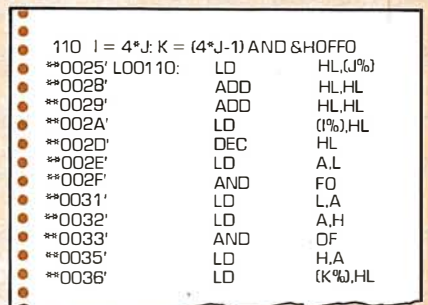 110 I = 4*J: K = (4*J-1) AND &HOFFO
**0025' L00110: LD HL,(J%)
**0028' ADD HL,HL
**0029' ADD HL,HL
**002A' LD (I%),HL
**002D' DEC HL
**002E' LD A,L
**002F' AND FO
**0031' LD L,A
**0032' LD A,H
**0033' AND OF
**0035' LD H,A
**0036' LD (K%),HL